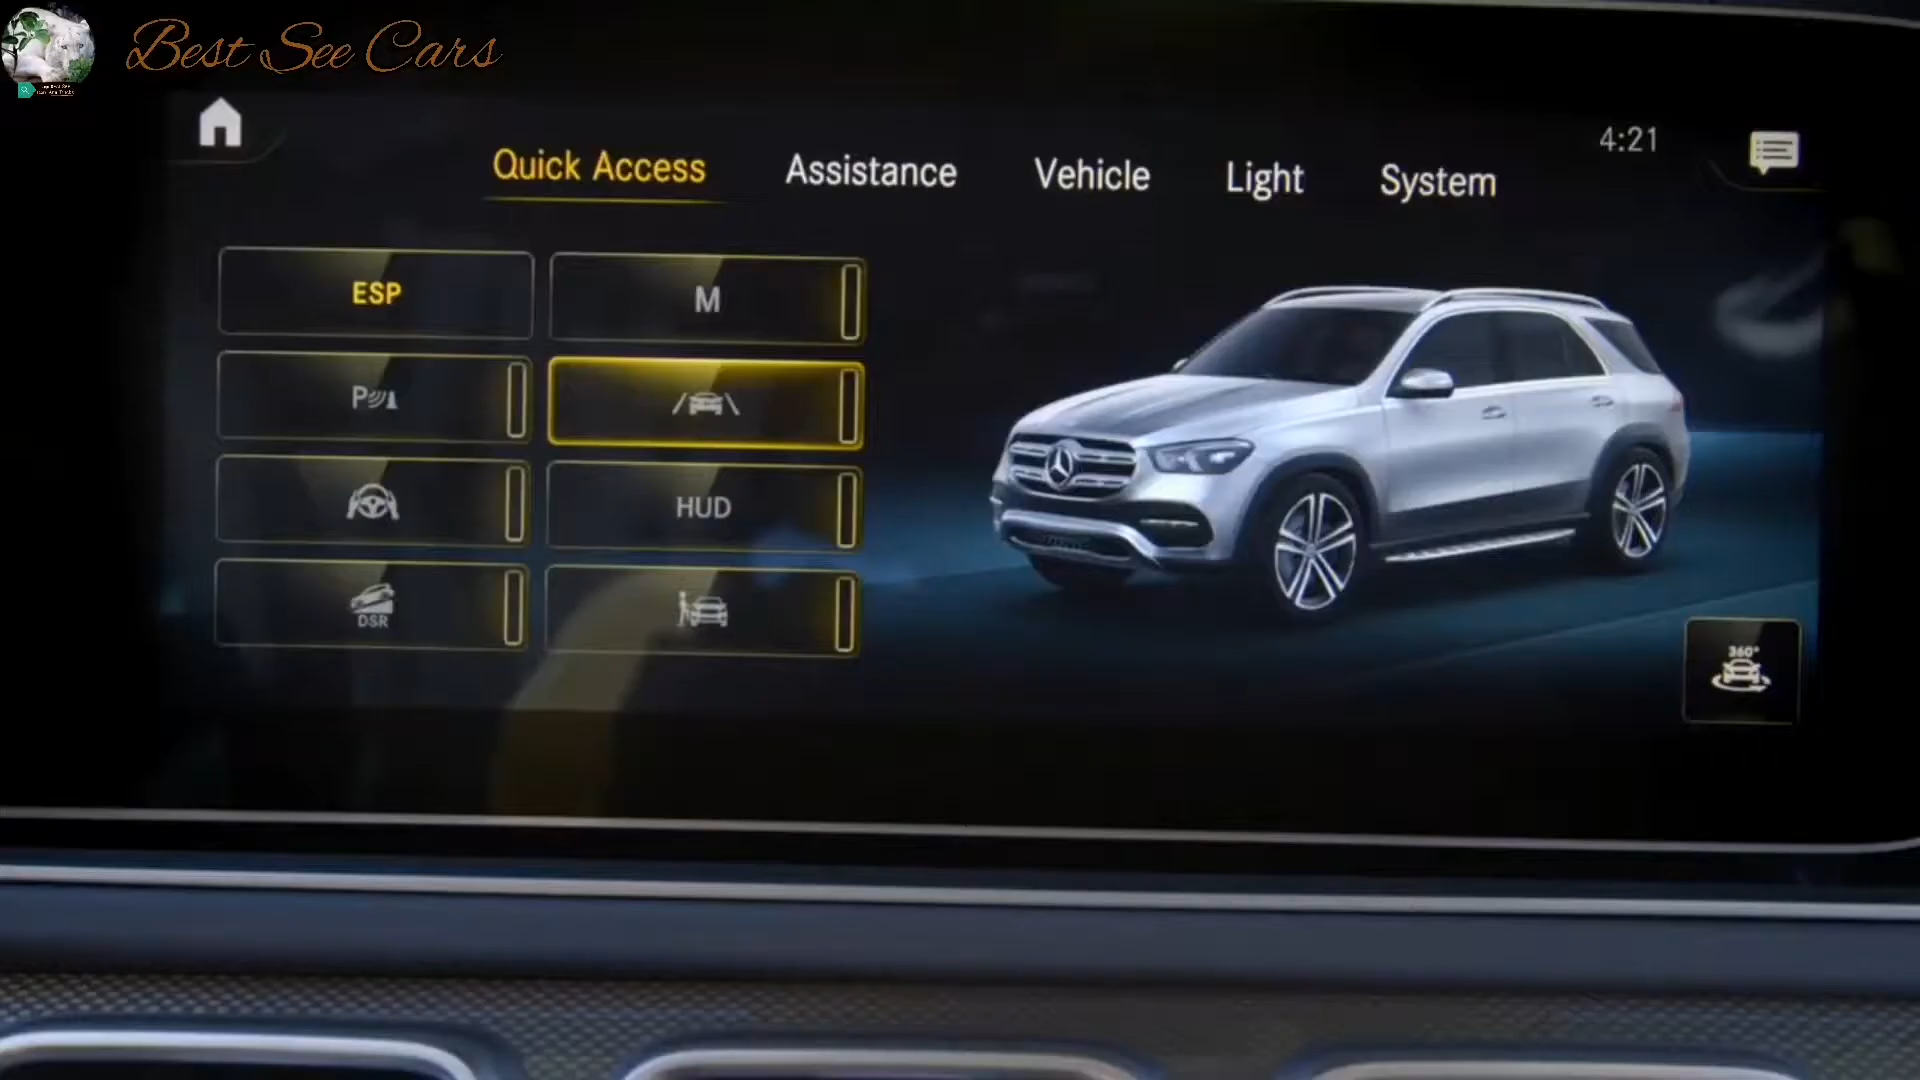 Best See Cars
4:21
Quick Access Assistance Vehicle Light System
ESP M
P
HUD
DSR
360°